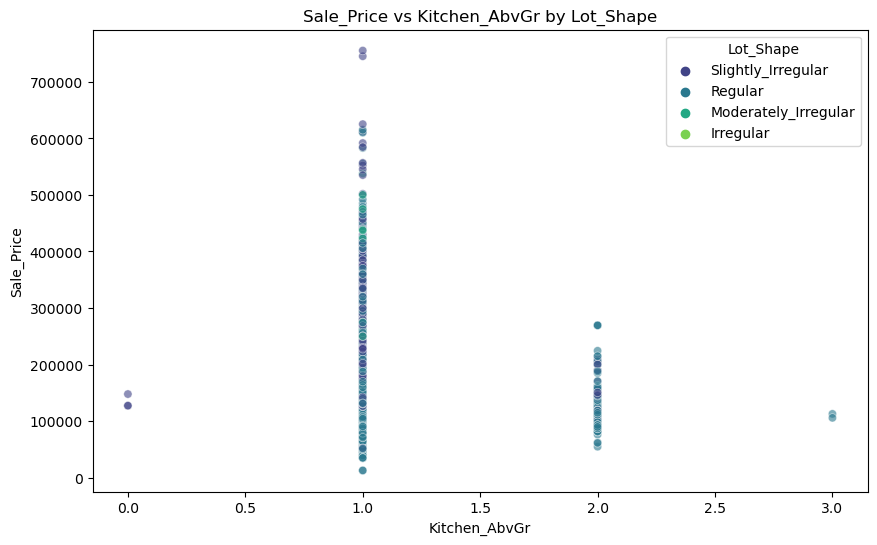 Sale_Price vs Kitchen_AbvGr by Lot_Shape
Lot_Shape
Slightly_Irregular
Regular
Moderately_Irregular
Irregular
Sale_Price
700000
600000
500000
400000
300000
200000
100000
0
0.0 0.5 1.0 1.5 2.0 2.5 3.0
Kitchen_AbvGr